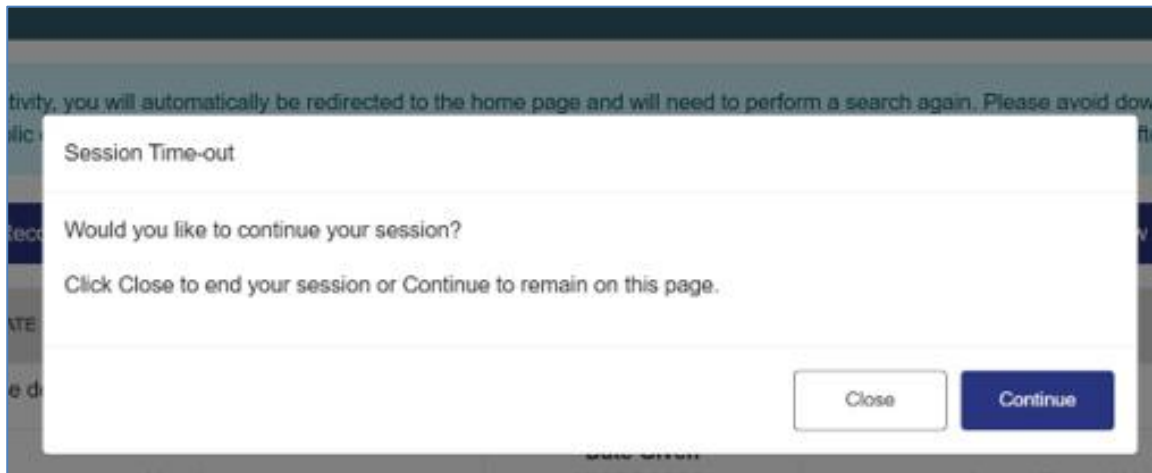 tivity, you will automatically be redirected to the home page and will need to perform a search again. Please avoid dow
Session Time-out
Would you like to continue your session?
Click Close to end your session or Continue to remain on this page.
Close Continue
Date Given